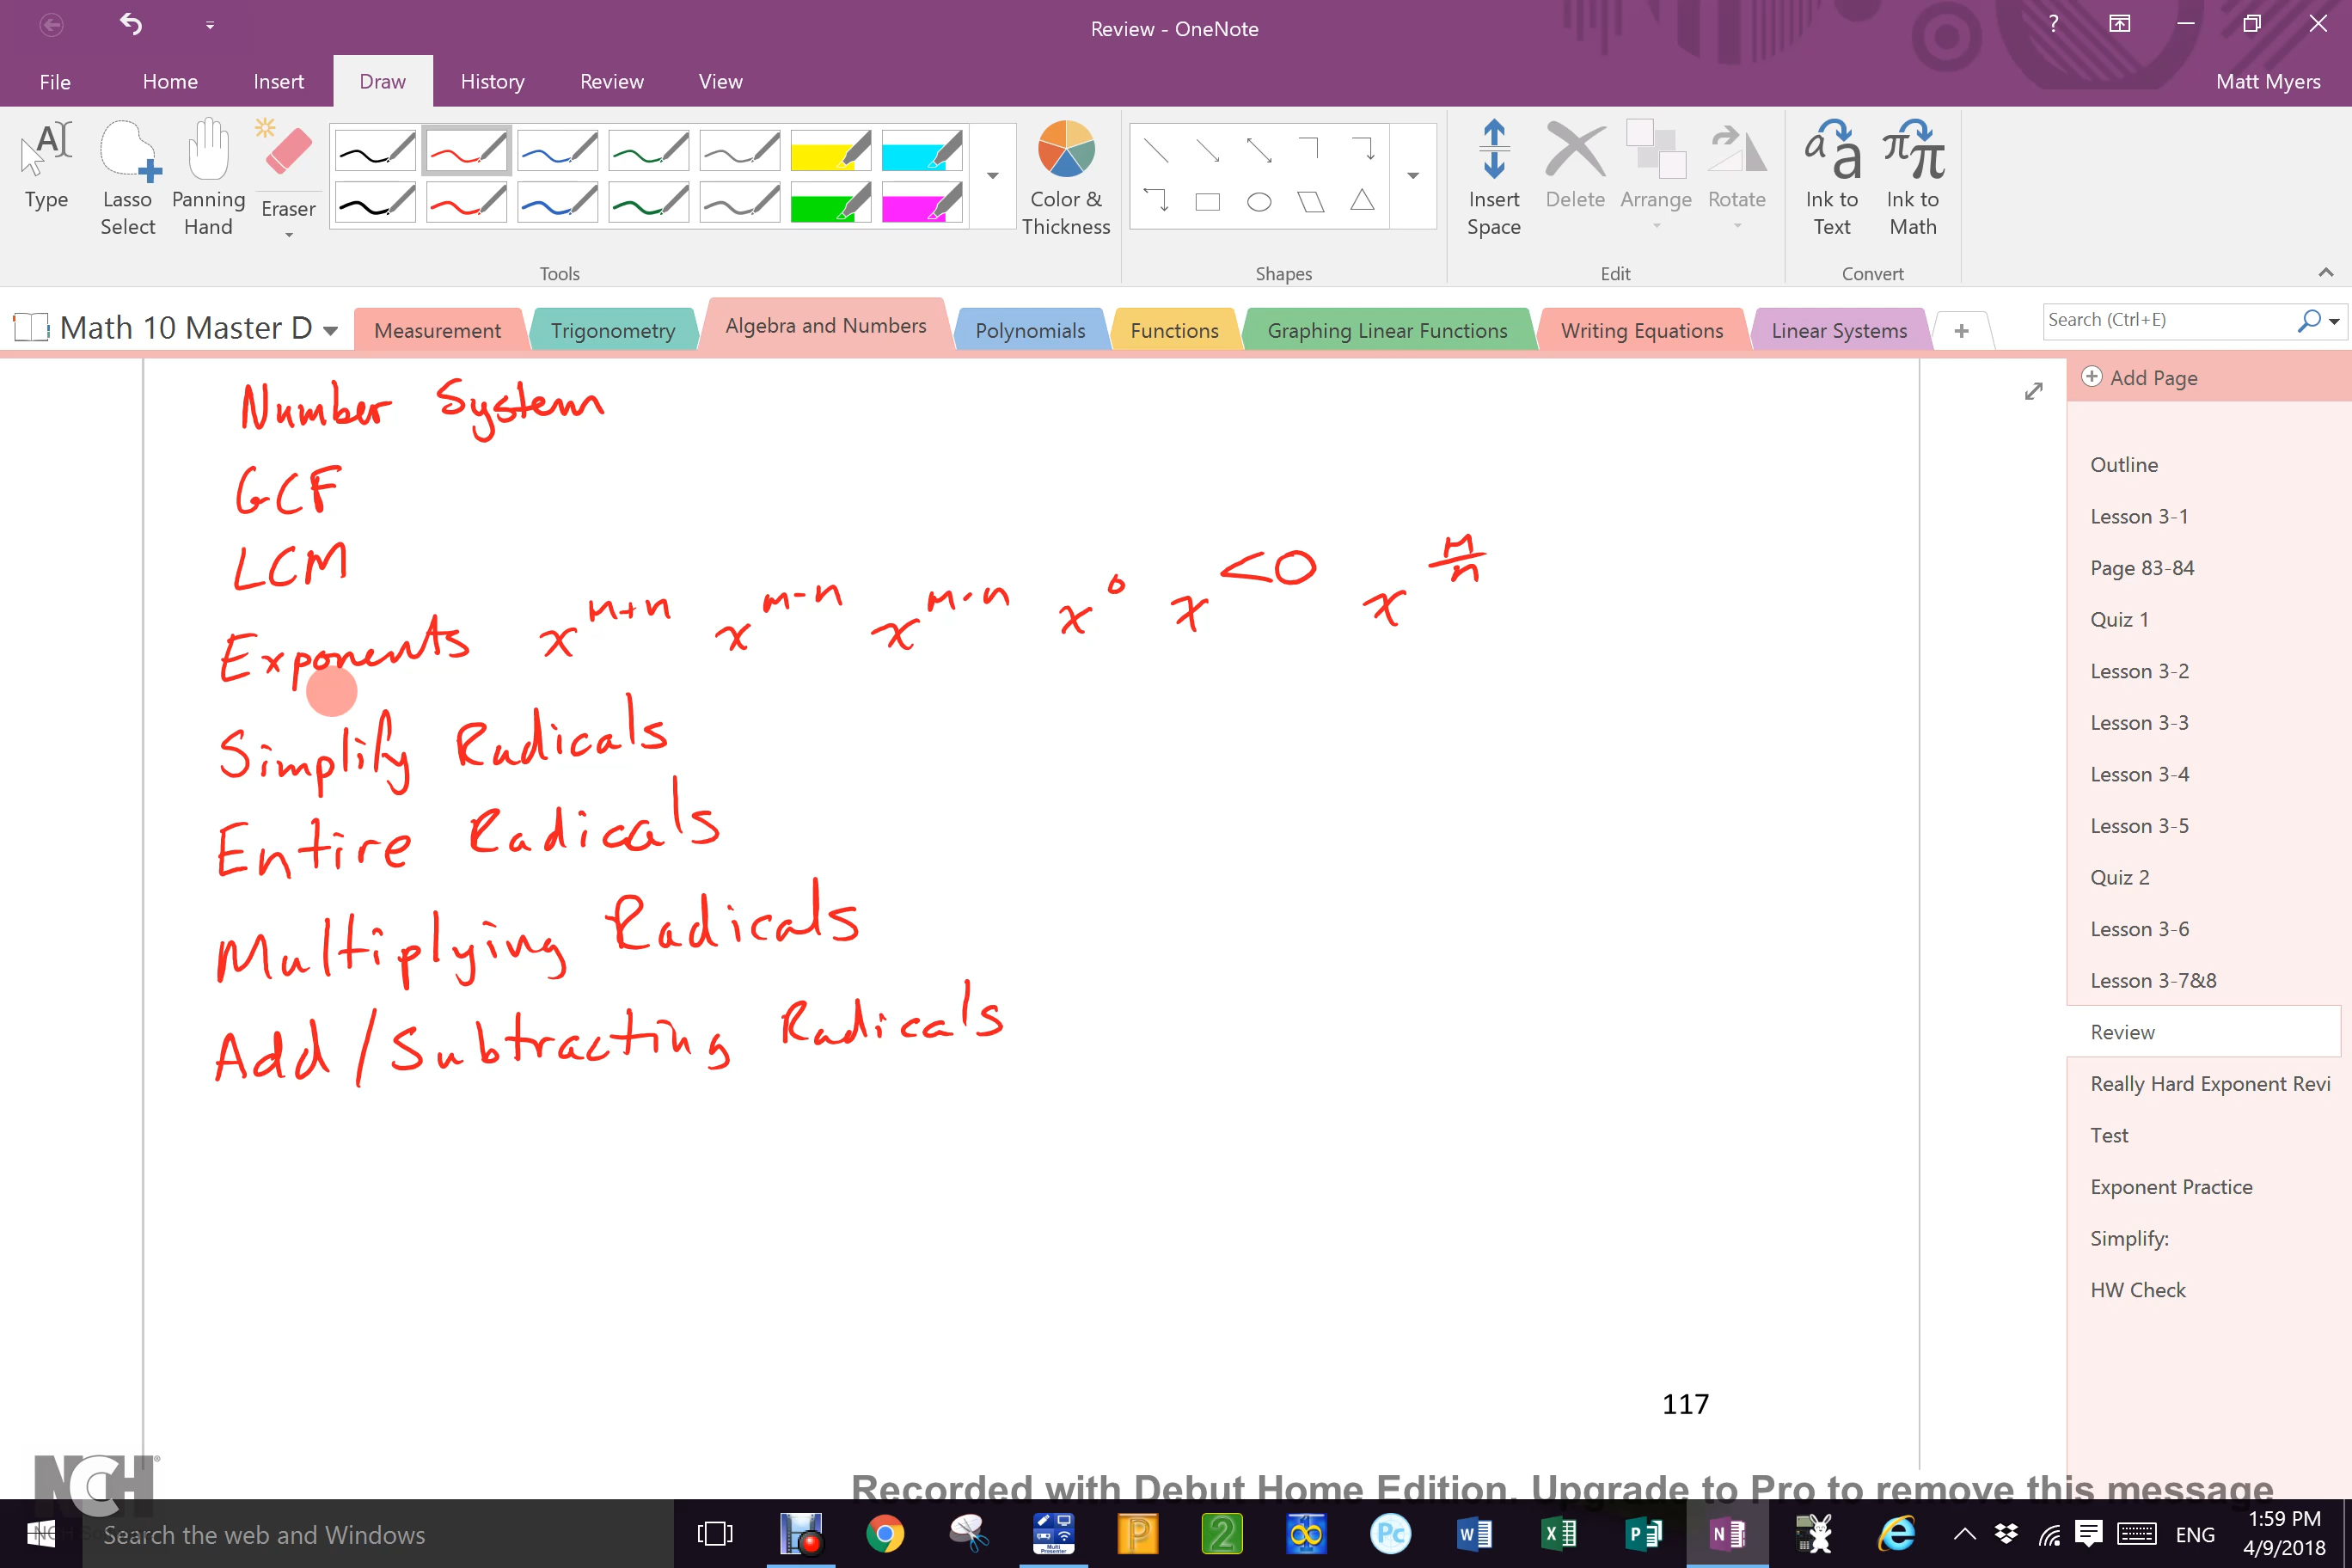 Review - OneNote
?
File Home Insert Draw History Review View Matt Myers
Type
Lasso Select
Panning Hand
Eraser
Color & Thickness
Insert Space
Delete
Arrange
Rotate
Ink to Text
Ink to Math
Tools Shapes Edit Convert
Math 10 Master D Measurement Trigonometry Algebra and Numbers Polynomials Functions Graphing Linear Functions Writing Equations Linear Systems
Search (Ctrl+E)
Number System
GCF
LCM
Exponents x^(m+n) x^(m-n) x^(m·n) x^0 x^(<0) x^(m/n)
Simplify Radicals
Entire Radicals
Multiplying Radicals
Add/Subtracting Radicals
117
Add Page
Outline
Lesson 3-1
Page 83-84
Quiz 1
Lesson 3-2
Lesson 3-3
Lesson 3-4
Lesson 3-5
Quiz 2
Lesson 3-6
Lesson 3-7&8
Review
Really Hard Exponent Revi
Test
Exponent Practice
Simplify:
HW Check
NCH
Recorded with Debut Home Edition. Upgrade to Pro to remove this message
Search the web and Windows
ENG
1:59 PM
4/9/2018